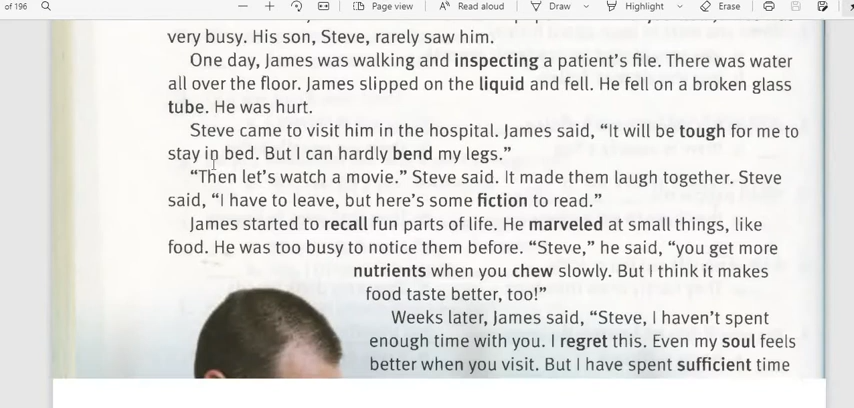 of 196 Page view Read aloud Draw Highlight Erase
very busy. His son, Steve, rarely saw him.
One day, James was walking and inspecting a patient's file. There was water
all over the floor. James slipped on the liquid and fell. He fell on a broken glass
tube. He was hurt.
Steve came to visit him in the hospital. James said, “It will be tough for me to
stay in bed. But I can hardly bend my legs.”
“Then let's watch a movie.” Steve said. It made them laugh together. Steve
said, “I have to leave, but here's some fiction to read.”
James started to recall fun parts of life. He marveled at small things, like
food. He was too busy to notice them before. “Steve,” he said, “you get more
nutrients when you chew slowly. But I think it makes
food taste better, too!”
Weeks later, James said, “Steve, I haven't spent
enough time with you. I regret this. Even my soul feels
better when you visit. But I have spent sufficient time